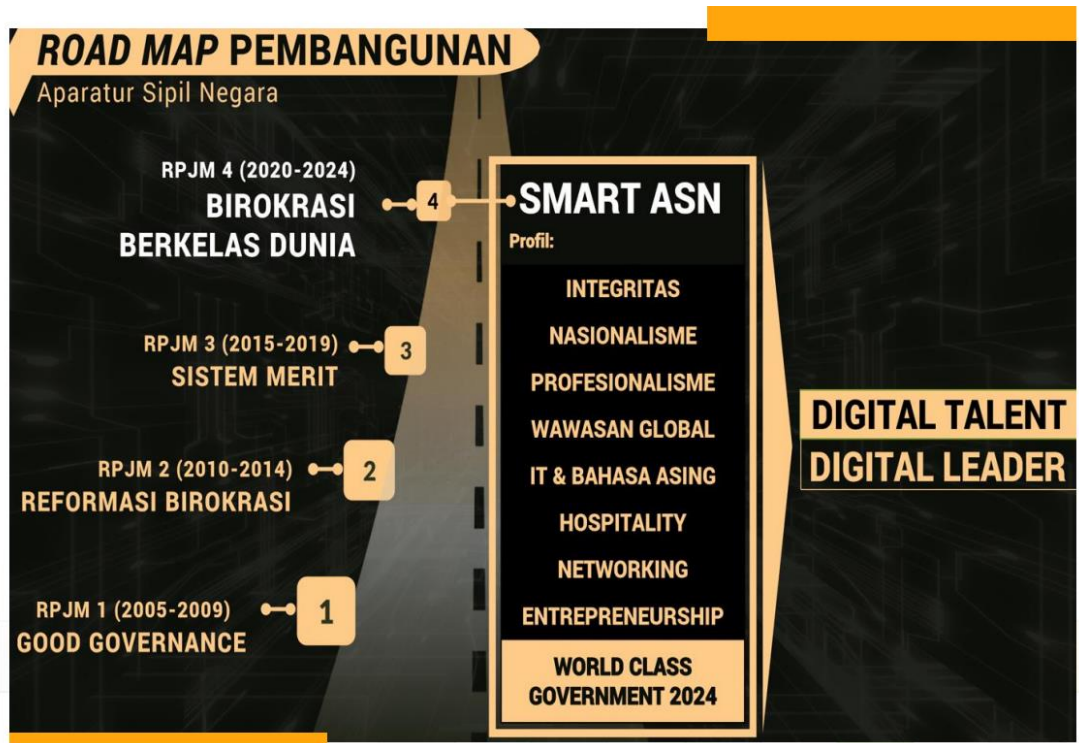 ROAD MAP PEMBANGUNAN
Aparatur Sipil Negara
RPJM 4 (2020-2024)
BIROKRASI
BERKELAS DUNIA
4
RPJM 3 (2015-2019)
SISTEM MERIT
3
RPJM 2 (2010-2014)
REFORMASI BIROKRASI
2
RPJM 1 (2005-2009)
GOOD GOVERNANCE
1
SMART ASN
Profil:
INTEGRITAS
NASIONALISME
PROFESIONALISME
WAWASAN GLOBAL
IT & BAHASA ASING
HOSPITALITY
NETWORKING
ENTREPRENEURSHIP
WORLD CLASS
GOVERNMENT 2024
DIGITAL TALENT
DIGITAL LEADER